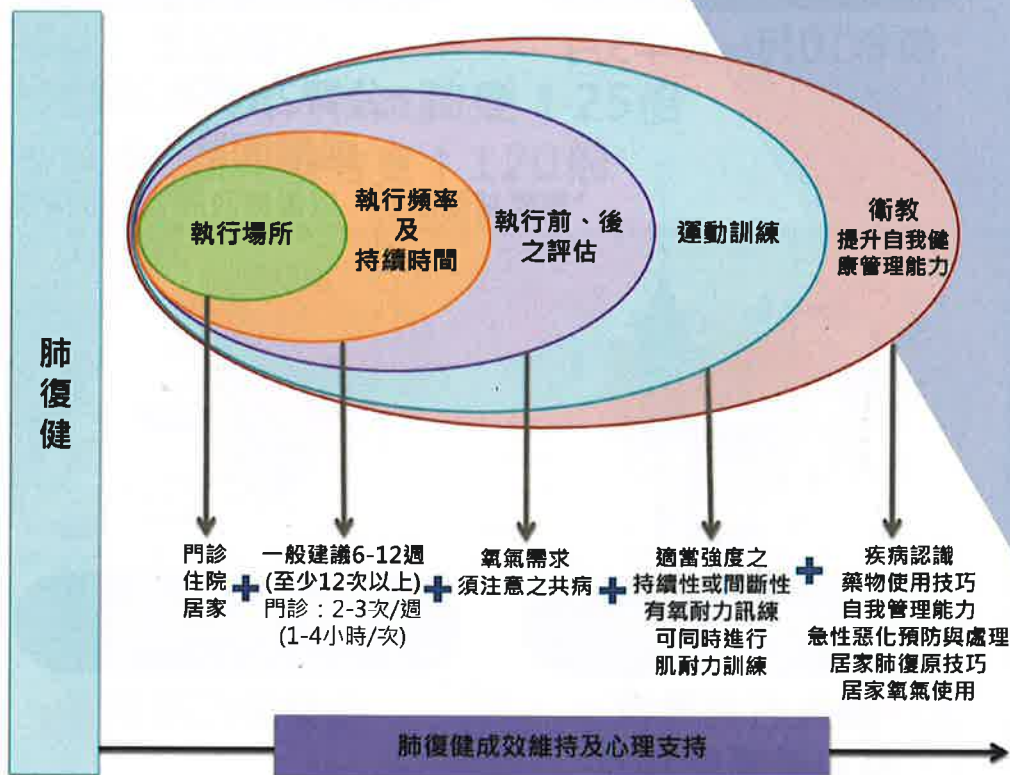 肺
復
健
執行場所
執行頻率
及
持續時間
執行前、後
之評估
運動訓練
衛教
提升自我健
康管理能力
門診
住院
居家
一般建議6-12週
(至少12次以上)
門診：2-3次/週
(1-4小時/次)
氧氣需求
須注意之共病
適當強度之
持續性或間斷性
有氧耐力訊練
可同時進行
肌耐力訓練
疾病認識
藥物使用技巧
自我管理能力
急性惡化預防與處理
居家肺復原技巧
居家氧氣使用
肺復健成效維持及心理支持